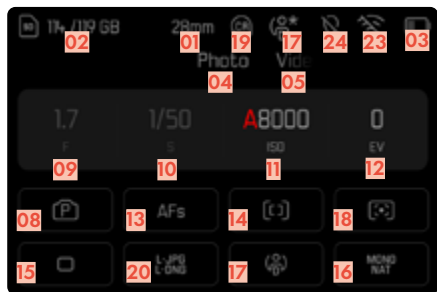 114 /119 GB 28mm
02 01 19 17 24 23 03
Photo Vide
04 05
1.7 1/50 A8000 0
F S ISO EV
09 10 11 12
P AFs
08 13 14 18
L-JPG L-DNG MONO NAT
15 20 17 16